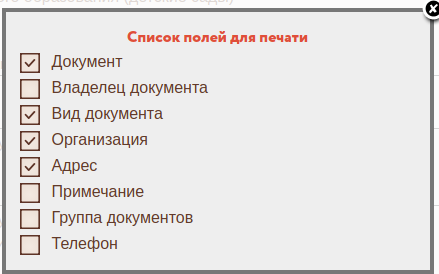 Список полей для печати
Документ
Владелец документа
Вид документа
Организация
Адрес
Примечание
Группа документов
Телефон